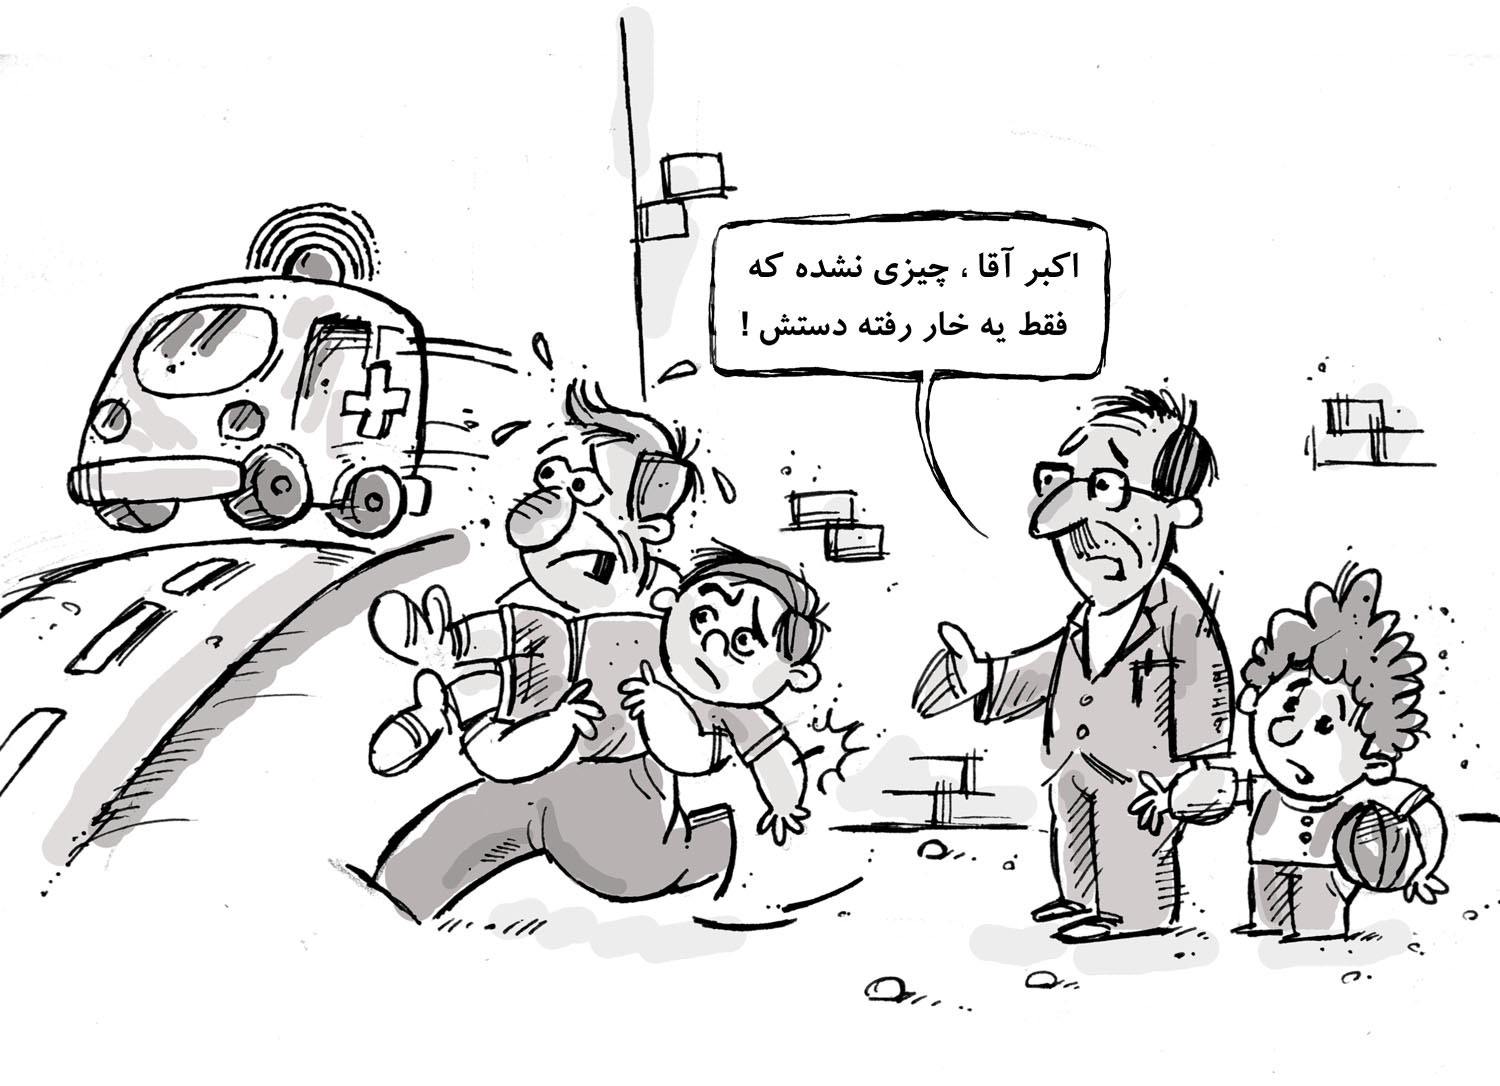 اکبر آقا ، چیزی نشده که
فقط یه خار رفته دستش !